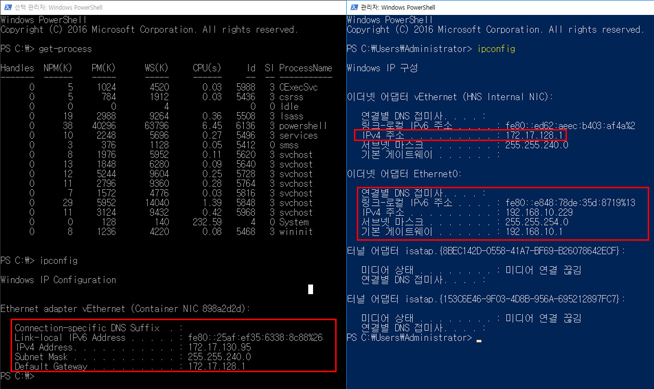 선택 관리자: Windows PowerShell
Windows PowerShell
Copyright (C) 2016 Microsoft Corporation. All rights reserved.
PS C:\> get-process
Handles NPM(K) PM(K) WS(K) CPU(s) Id SI ProcessName
------- ------ ----- ----- ------ -- -- -----------
0 5 1024 4520 0.03 5988 3 CExecSvc
0 5 784 1912 0.03 5436 3 csrss
0 0 0 4 0 0 Idle
0 19 2988 9264 0.36 5508 3 lsass
0 38 40296 63796 6.45 6136 3 powershell
0 10 2248 5696 0.27 5496 3 services
0 3 376 1128 0.05 5412 0 smss
0 8 1976 5952 0.11 5620 3 svchost
0 13 1848 6280 0.09 5640 3 svchost
0 12 5244 9604 0.25 5728 3 svchost
0 11 2796 9360 0.28 5764 3 svchost
0 7 1572 4776 0.03 5816 3 svchost
0 29 5952 14040 1.39 5848 3 svchost
0 11 3124 9432 0.42 5968 3 svchost
0 0 128 140 232.59 4 0 System
0 8 1236 4220 0.08 5468 3 wininit
PS C:\> ipconfig
Windows IP Configuration
Ethernet adapter vEthernet (Container NIC 898a2d2d):
Connection-specific DNS Suffix . :
Link-local IPv6 Address . . . . . : fe80::25af:ef35:6338:8c88%26
IPv4 Address. . . . . . . . . . . : 172.17.130.95
Subnet Mask . . . . . . . . . . . : 255.255.240.0
Default Gateway . . . . . . . . . : 172.17.128.1
PS C:\>
관리자: Windows PowerShell
Windows PowerShell
Copyright (C) 2016 Microsoft Corporation. All rights reserved.
PS C:\Users\Administrator> ipconfig
Windows IP 구성
이더넷 어댑터 vEthernet (HNS Internal NIC):
연결별 DNS 접미사. . . . :
링크-로컬 IPv6 주소 . . . . : fe80::ed62:aeec:b403:af4a%2
IPv4 주소 . . . . . . . . . : 172.17.128.1
서브넷 마스크 . . . . . . . : 255.255.240.0
기본 게이트웨이 . . . . . . :
이더넷 어댑터 Ethernet0:
연결별 DNS 접미사. . . . :
링크-로컬 IPv6 주소 . . . . : fe80::e848:78de:35d:8719%13
IPv4 주소 . . . . . . . . . : 192.168.10.229
서브넷 마스크 . . . . . . . : 255.255.254.0
기본 게이트웨이 . . . . . . : 192.168.10.1
터널 어댑터 isatap.{8BEC142D-0558-41A7-BF69-B26078642ECF}:
미디어 상태 . . . . . . . . : 미디어 연결 끊김
연결별 DNS 접미사. . . . :
터널 어댑터 isatap.{153C6E46-9F03-4D8B-956A-695212897FC7}:
미디어 상태 . . . . . . . . : 미디어 연결 끊김
연결별 DNS 접미사. . . . :
PS C:\Users\Administrator>